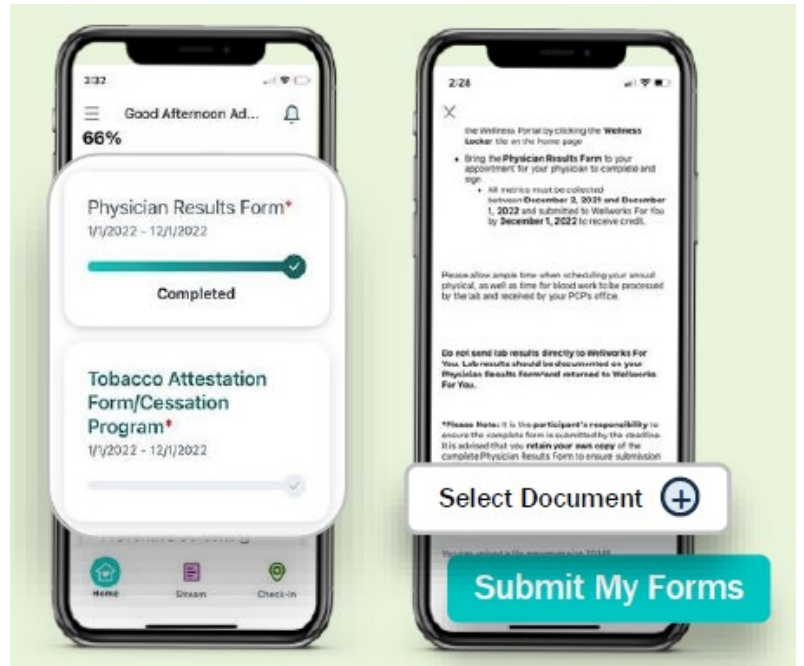 3:32
Good Afternoon Ad...
66%
Physician Results Form*
1/1/2022 - 12/1/2022
Completed
Tobacco Attestation
Form/Cessation
Program*
1/1/2022 - 12/1/2022
Home
Stream
Check-in
2:28
the Wellness Portal by clicking the Wellness
Locker tile on the home page
• Bring the Physician Results Form to your
appointment for your physician to complete and
sign
• All metrics must be collected
between December 2, 2021 and December
1, 2022 and submitted to Wellworks For You
by December 1, 2022 to receive credit.
Please allow ample time when scheduling your annual
physical, as well as time for blood work to be processed
by the lab and received by your PCP's office.
Do not send lab results directly to Wellworks For
You. Lab results should be documented on your
Physician Results Form and returned to Wellworks
For You.
*Please Note: It is the participant's responsibility to
ensure the complete form is submitted by the deadline.
It is advised that you retain your own copy of the
complete Physician Results Form to ensure submission
Select Document
Submit My Forms